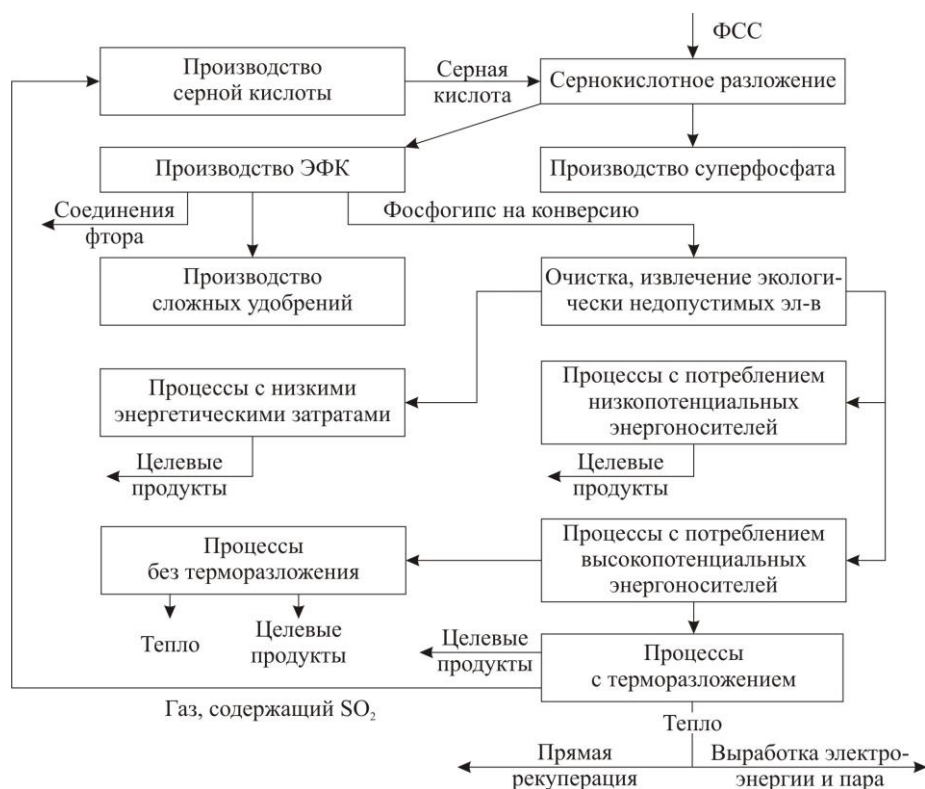 ФСС
Производство
серной кислоты
Серная
кислота
Сернокислотное разложение
Производство ЭФК
Производство суперфосфата
Соединения
фтора
Фосфогипс на конверсию
Производство
сложных удобрений
Очистка, извлечение экологи-
чески недопустимых эл-в
Процессы с низкими
энергетическими затратами
Процессы с потреблением
низкопотенциальных
энергоносителей
Целевые
продукты
Целевые
продукты
Процессы
без терморазложения
Процессы с потреблением
высокопотенциальных
энергоносителей
Тепло
Целевые
продукты
Целевые
продукты
Процессы
с терморазложением
Газ, содержащий SO₂
Тепло
Прямая
рекуперация
Выработка электро-
энергии и пара